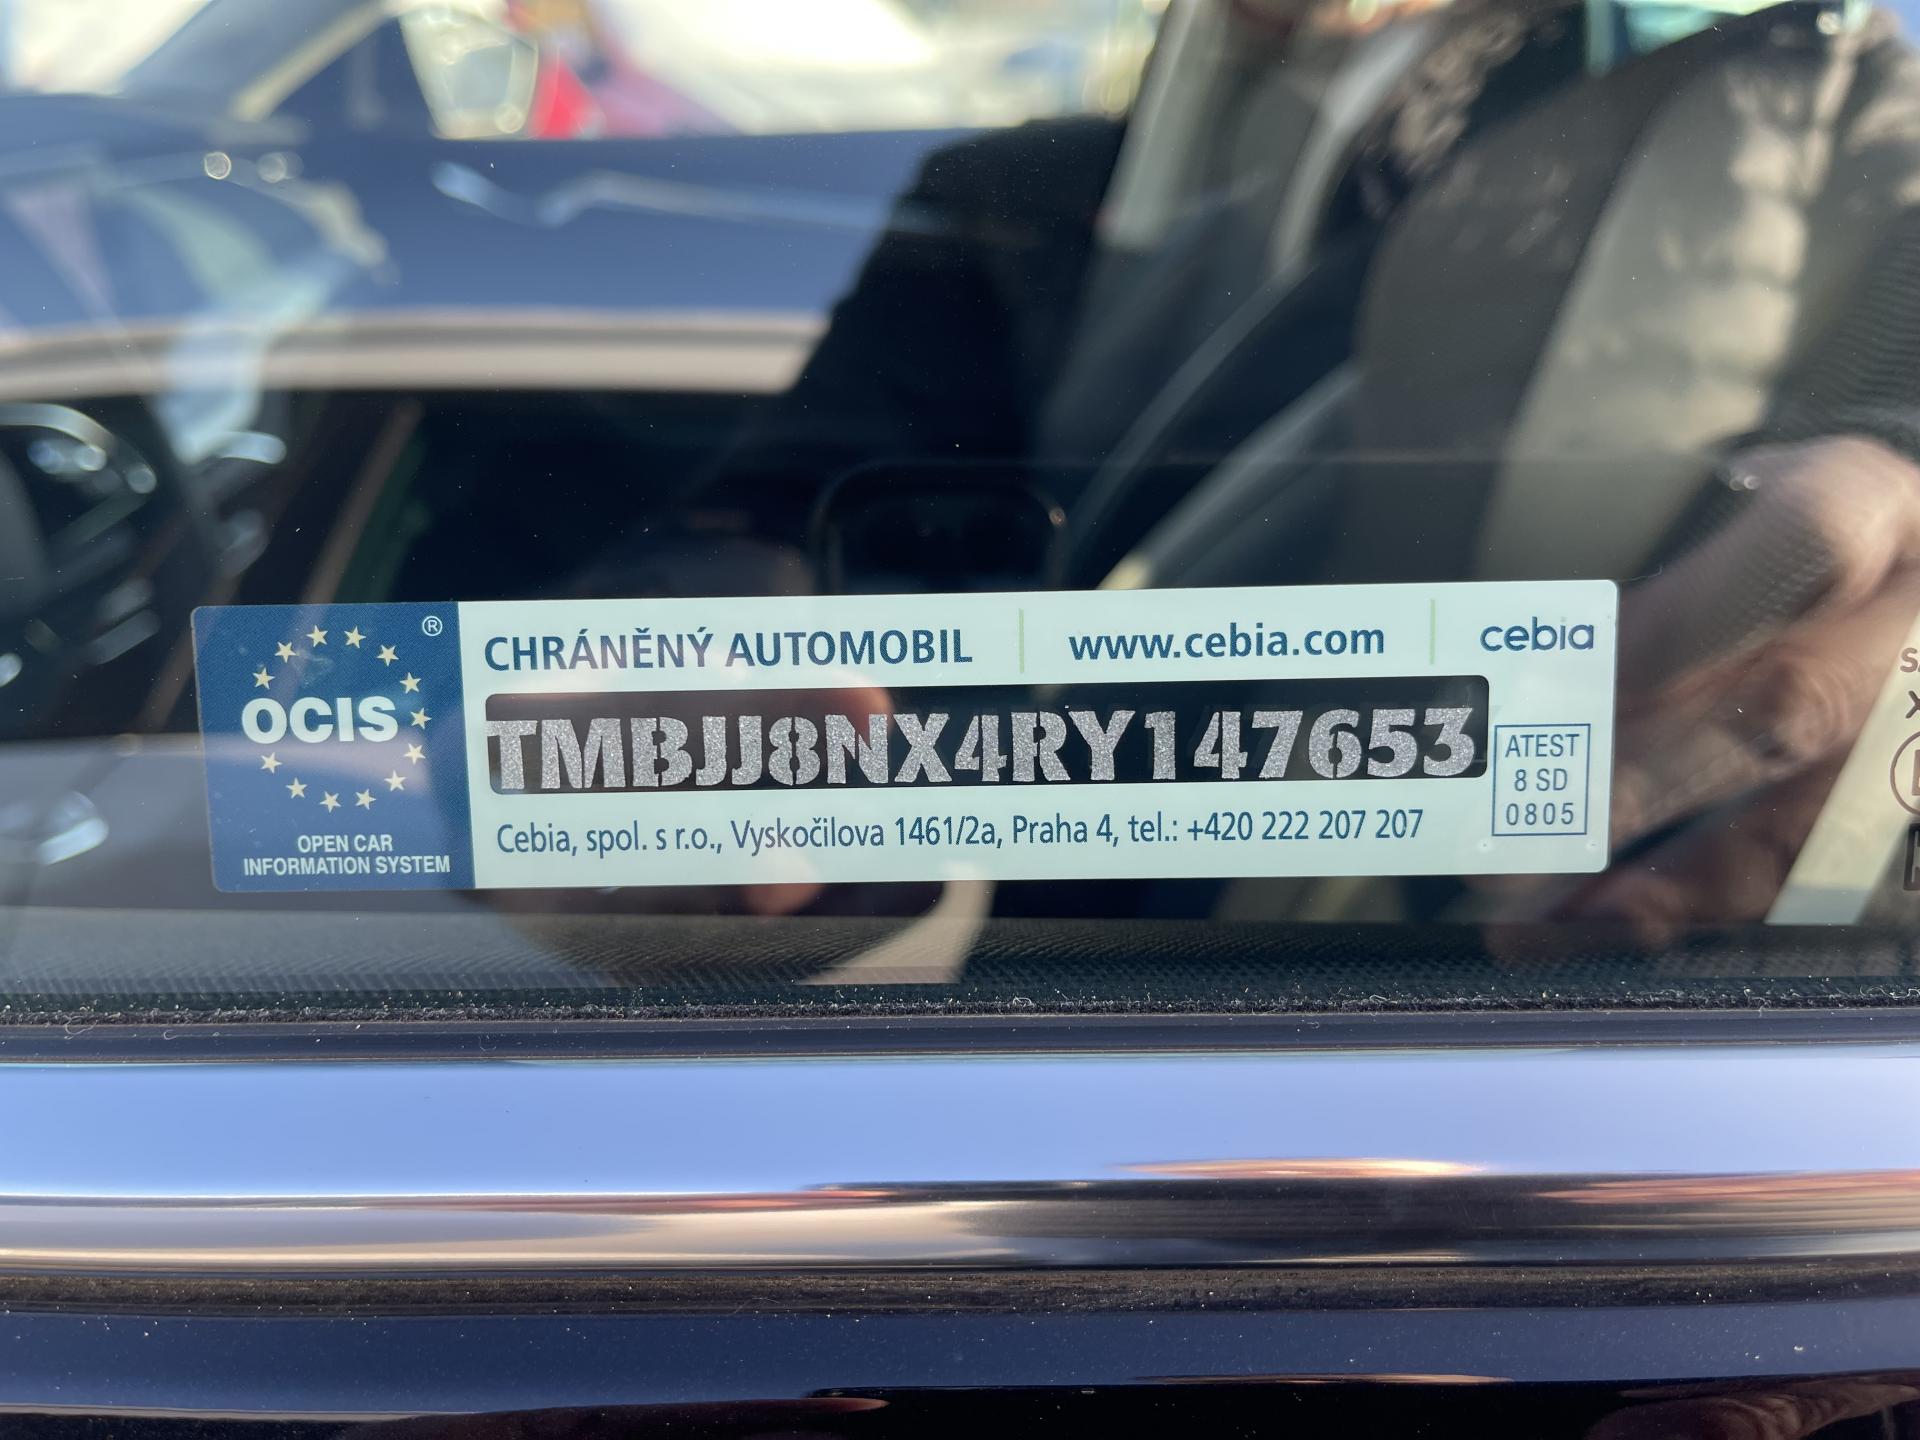 ®
OCIS
OPEN CAR
INFORMATION SYSTEM
CHRÁNĚNÝ AUTOMOBIL
www.cebia.com
cebia
TMBJJ8NX4RY147653
ATEST
8 SD
0805
Cebia, spol. s r.o., Vyskočilova 1461/2a, Praha 4, tel.: +420 222 207 207